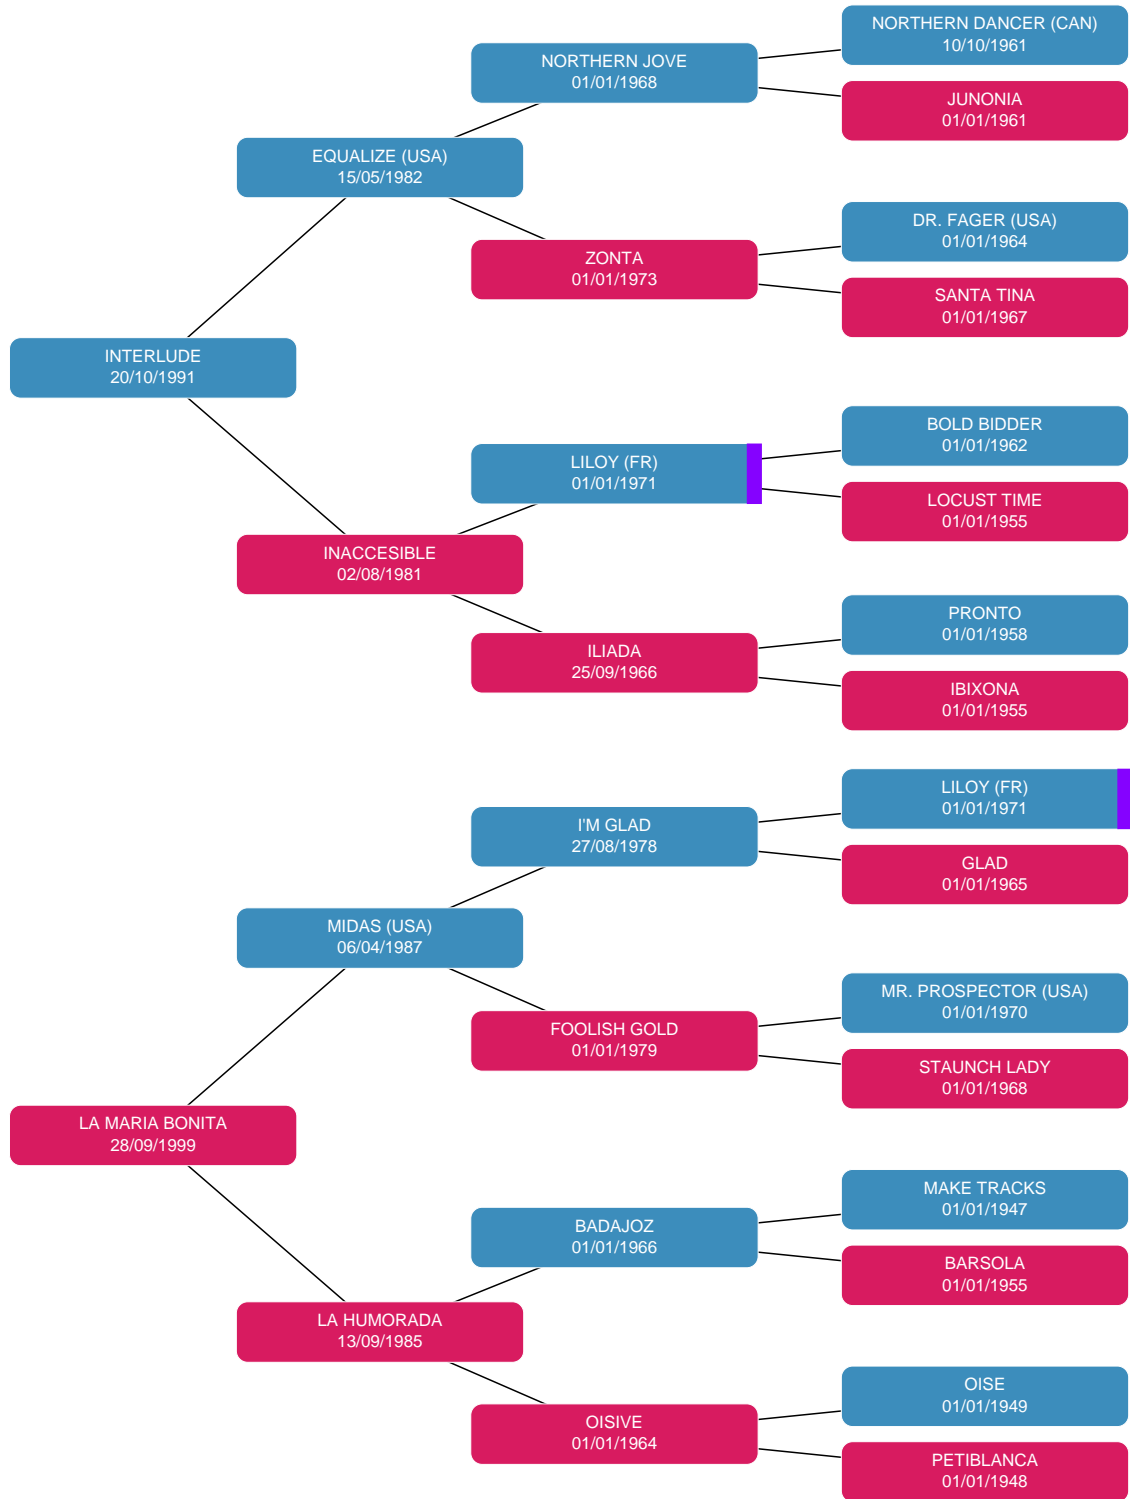 NORTHERN DANCER (CAN)
10/10/1961
NORTHERN JOVE
01/01/1968
JUNONIA
01/01/1961
EQUALIZE (USA)
15/05/1982
DR. FAGER (USA)
01/01/1964
ZONTA
01/01/1973
SANTA TINA
01/01/1967
INTERLUDE
20/10/1991
BOLD BIDDER
01/01/1962
LILOY (FR)
01/01/1971
LOCUST TIME
01/01/1955
INACCESIBLE
02/08/1981
PRONTO
01/01/1958
ILIADA
25/09/1966
IBIXONA
01/01/1955
LILOY (FR)
01/01/1971
I'M GLAD
27/08/1978
GLAD
01/01/1965
MIDAS (USA)
06/04/1987
MR. PROSPECTOR (USA)
01/01/1970
FOOLISH GOLD
01/01/1979
STAUNCH LADY
01/01/1968
LA MARIA BONITA
28/09/1999
MAKE TRACKS
01/01/1947
BADAJOZ
01/01/1966
BARSOLA
01/01/1955
LA HUMORADA
13/09/1985
OISE
01/01/1949
OISIVE
01/01/1964
PETIBLANCA
01/01/1948